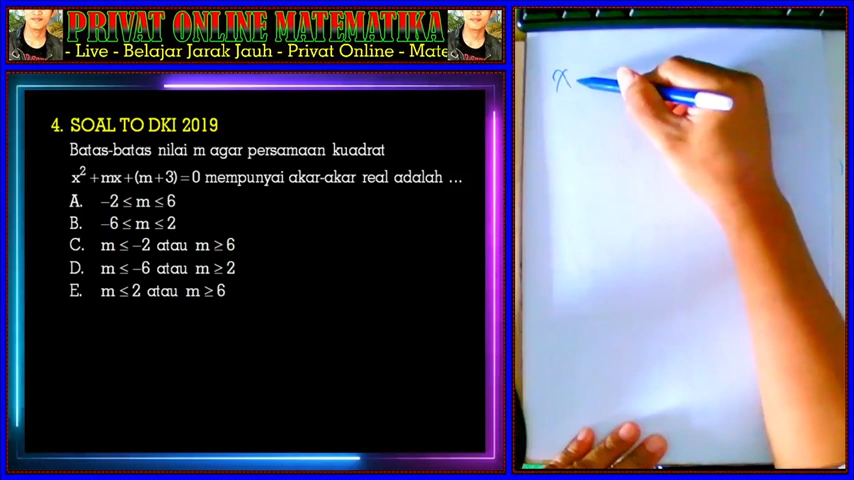 PRIVAT ONLINE MATEMATIKA
- Live - Belajar Jarak Jauh - Privat Online - Mate
4. SOAL TO DKI 2019
Batas-batas nilai m agar persamaan kuadrat
x² + mx + (m + 3) = 0 mempunyai akar-akar real adalah ...
A. −2 ≤ m ≤ 6
B. −6 ≤ m ≤ 2
C. m ≤ −2 atau m ≥ 6
D. m ≤ −6 atau m ≥ 2
E. m ≤ 2 atau m ≥ 6
x